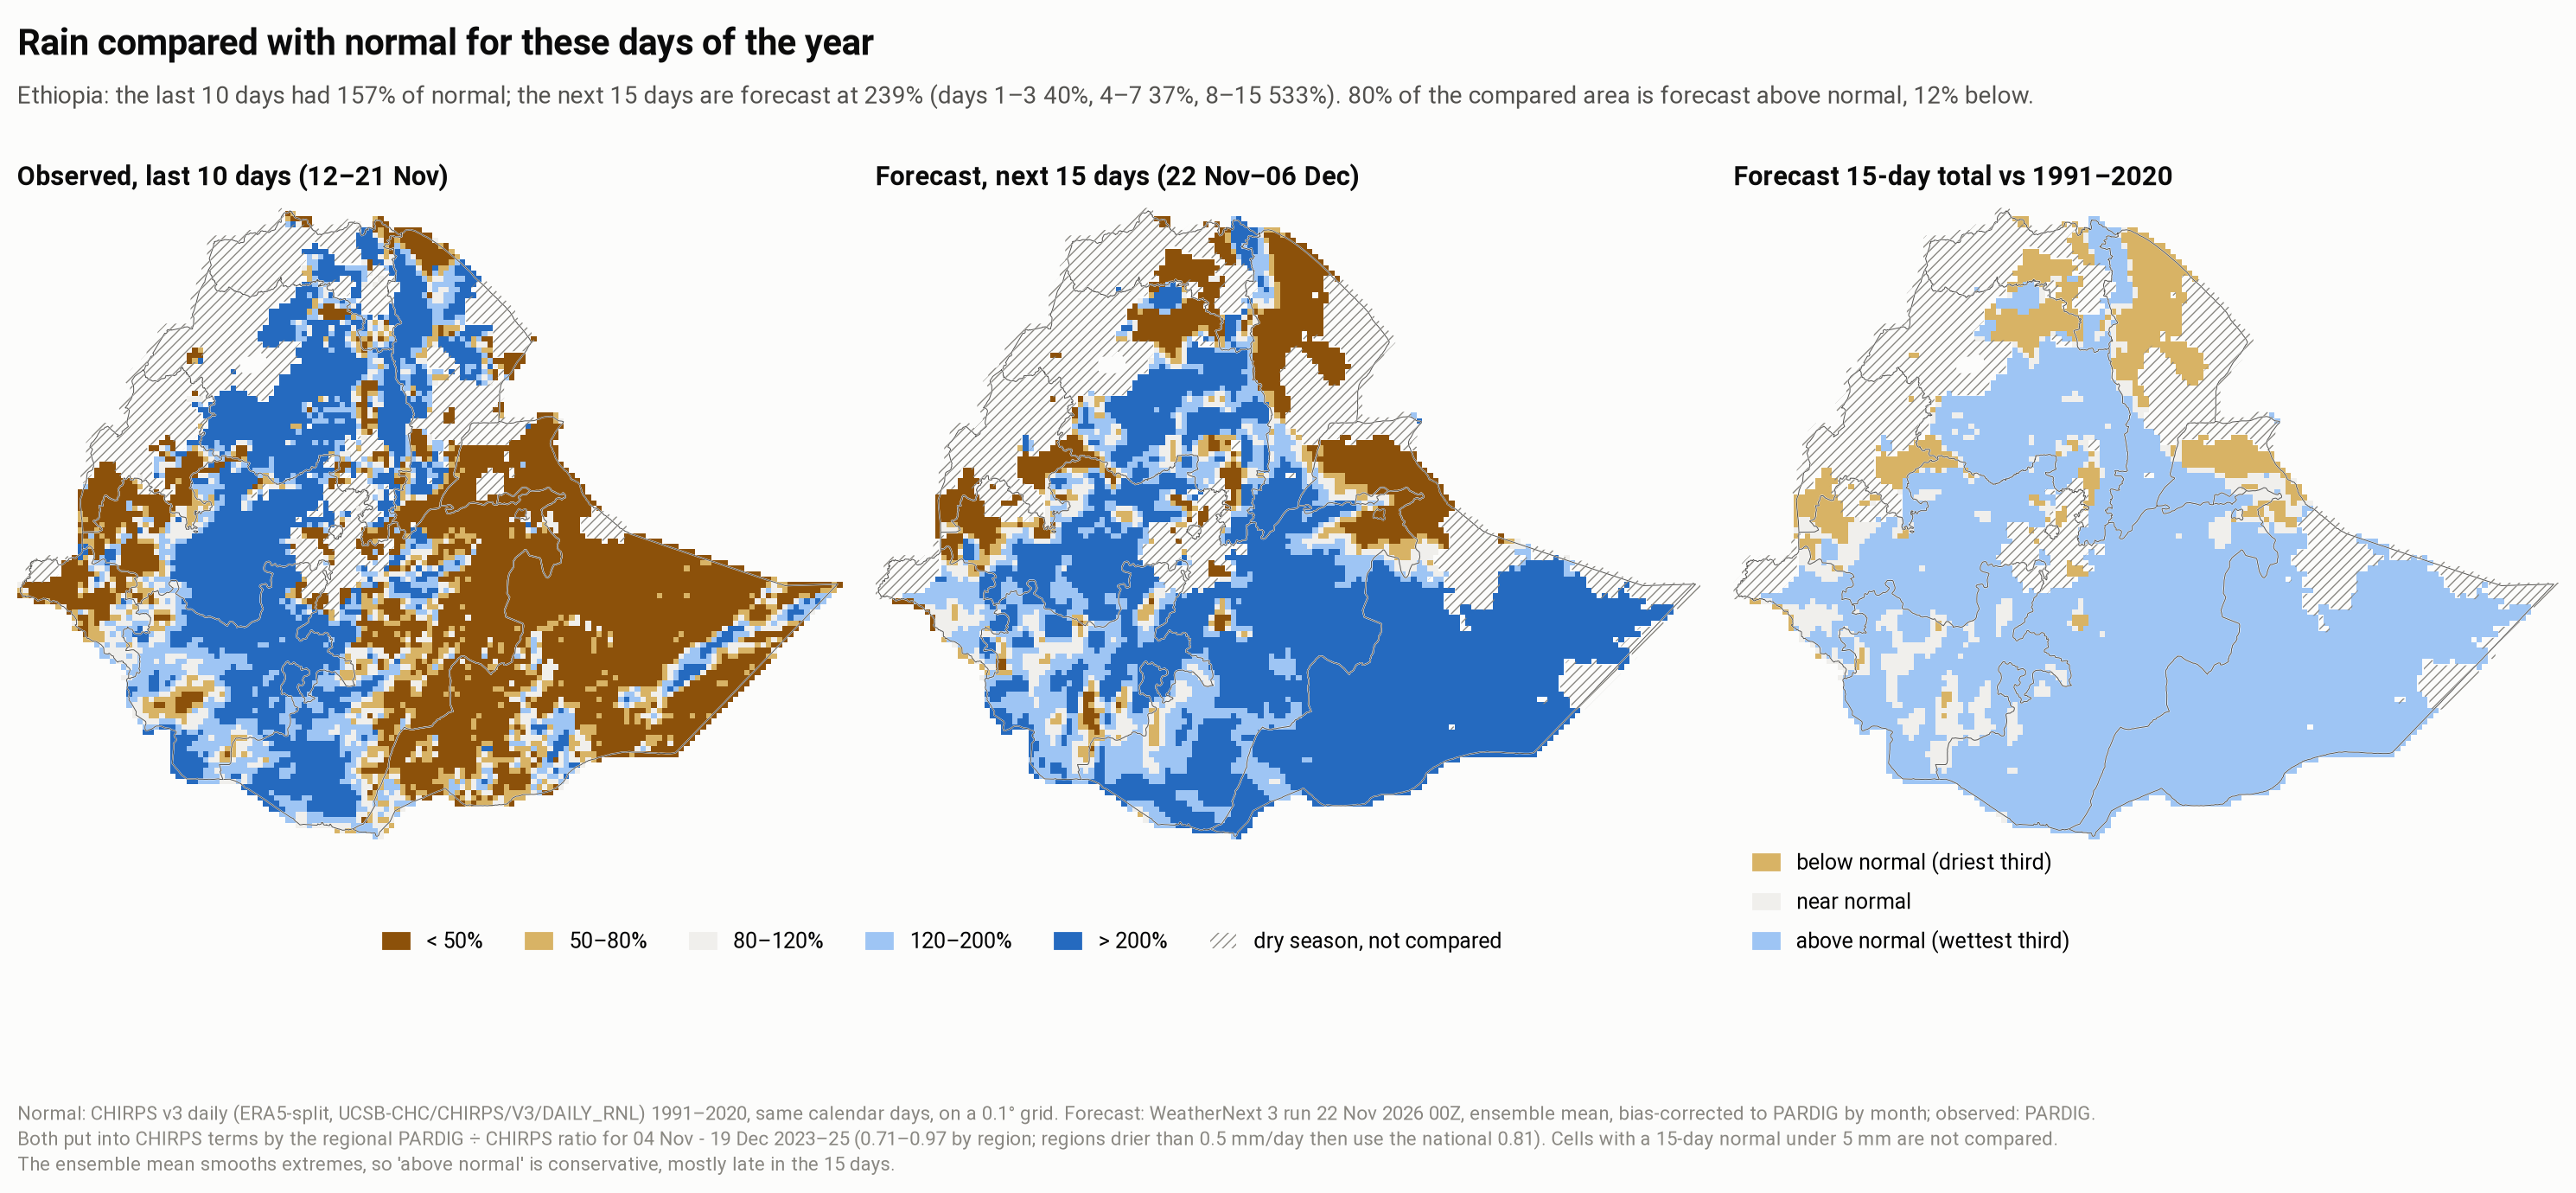 Rain compared with normal for these days of the year
Ethiopia: the last 10 days had 157% of normal; the next 15 days are forecast at 239% (days 1–3 40%, 4–7 37%, 8–15 533%). 80% of the compared area is forecast above normal, 12% below.
Observed, last 10 days (12–21 Nov)
Forecast, next 15 days (22 Nov–06 Dec)
Forecast 15-day total vs 1991–2020
below normal (driest third)
near normal
above normal (wettest third)
< 50%
50–80%
80–120%
120–200%
> 200%
dry season, not compared
Normal: CHIRPS v3 daily (ERA5-split, UCSB-CHC/CHIRPS/V3/DAILY_RNL) 1991–2020, same calendar days, on a 0.1° grid. Forecast: WeatherNext 3 run 22 Nov 2026 00Z, ensemble mean, bias-corrected to PARDIG by month; observed: PARDIG.
Both put into CHIRPS terms by the regional PARDIG ÷ CHIRPS ratio for 04 Nov - 19 Dec 2023–25 (0.71–0.97 by region; regions drier than 0.5 mm/day then use the national 0.81). Cells with a 15-day normal under 5 mm are not compared.
The ensemble mean smooths extremes, so 'above normal' is conservative, mostly late in the 15 days.